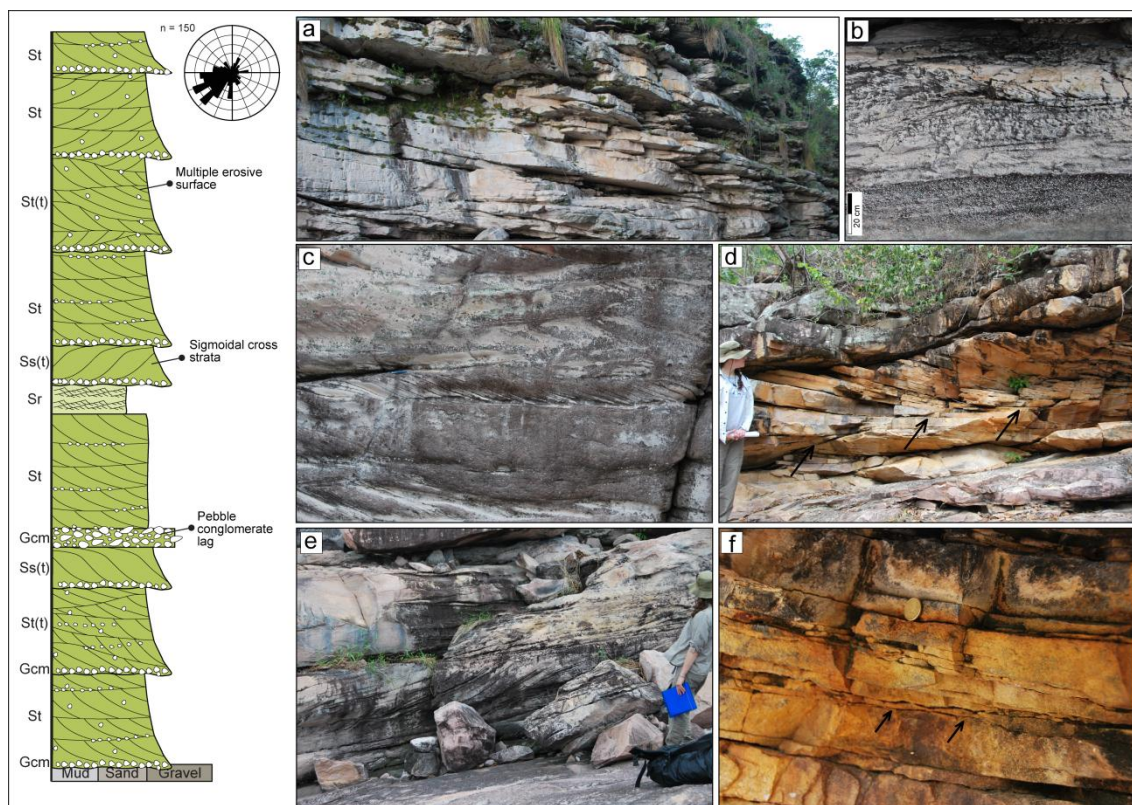 n = 150
St
St
Multiple erosive
surface
St(t)
St
Sigmoidal cross
strata
Ss(t)
Sr
St
Pebble
conglomerate
lag
Gcm
Ss(t)
St(t)
Gcm
St
Gcm
Mud
Sand
Gravel
a
b
20 cm
c
d
e
f